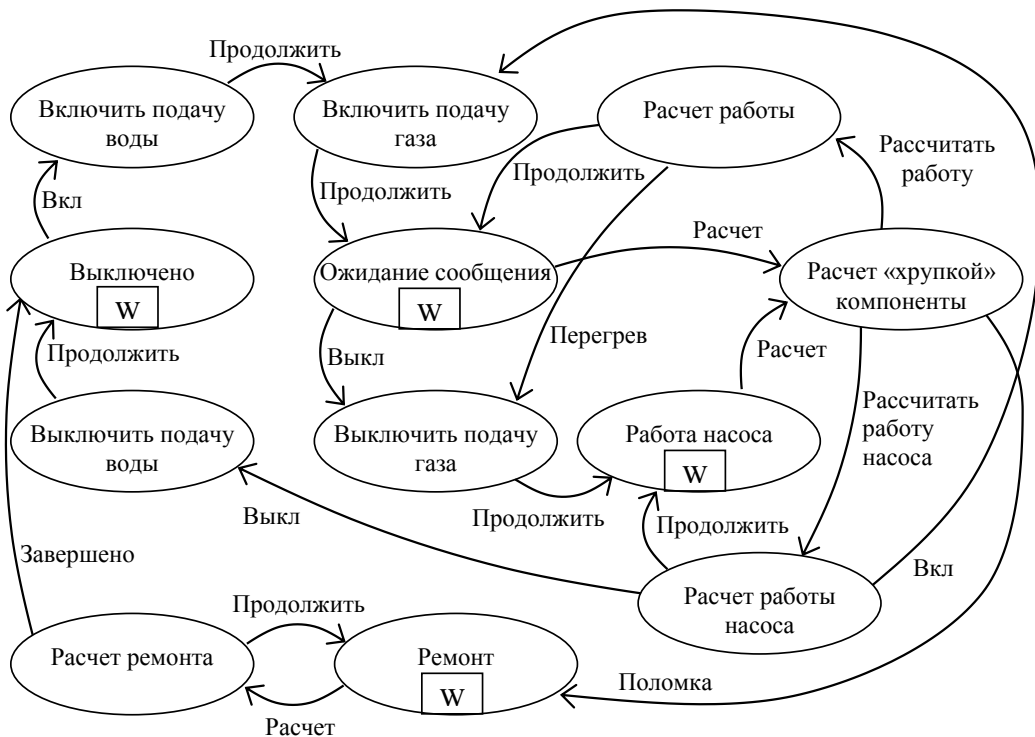 Продолжить
Включить подачу
воды
Включить подачу
газа
Расчет работы
Рассчитать
работу
Продолжить
Продолжить
Вкл
Расчет
Выключено
W
Ожидание сообщения
W
Расчет «хрупкой»
компоненты
Продолжить
Выкл
Перегрев
Расчет
Рассчитать
работу
насоса
Выключить подачу
воды
Выключить подачу
газа
Работа насоса
W
Выкл
Продолжить
Продолжить
Завершено
Вкл
Расчет работы
насоса
Продолжить
Расчет ремонта
Ремонт
W
Поломка
Расчет